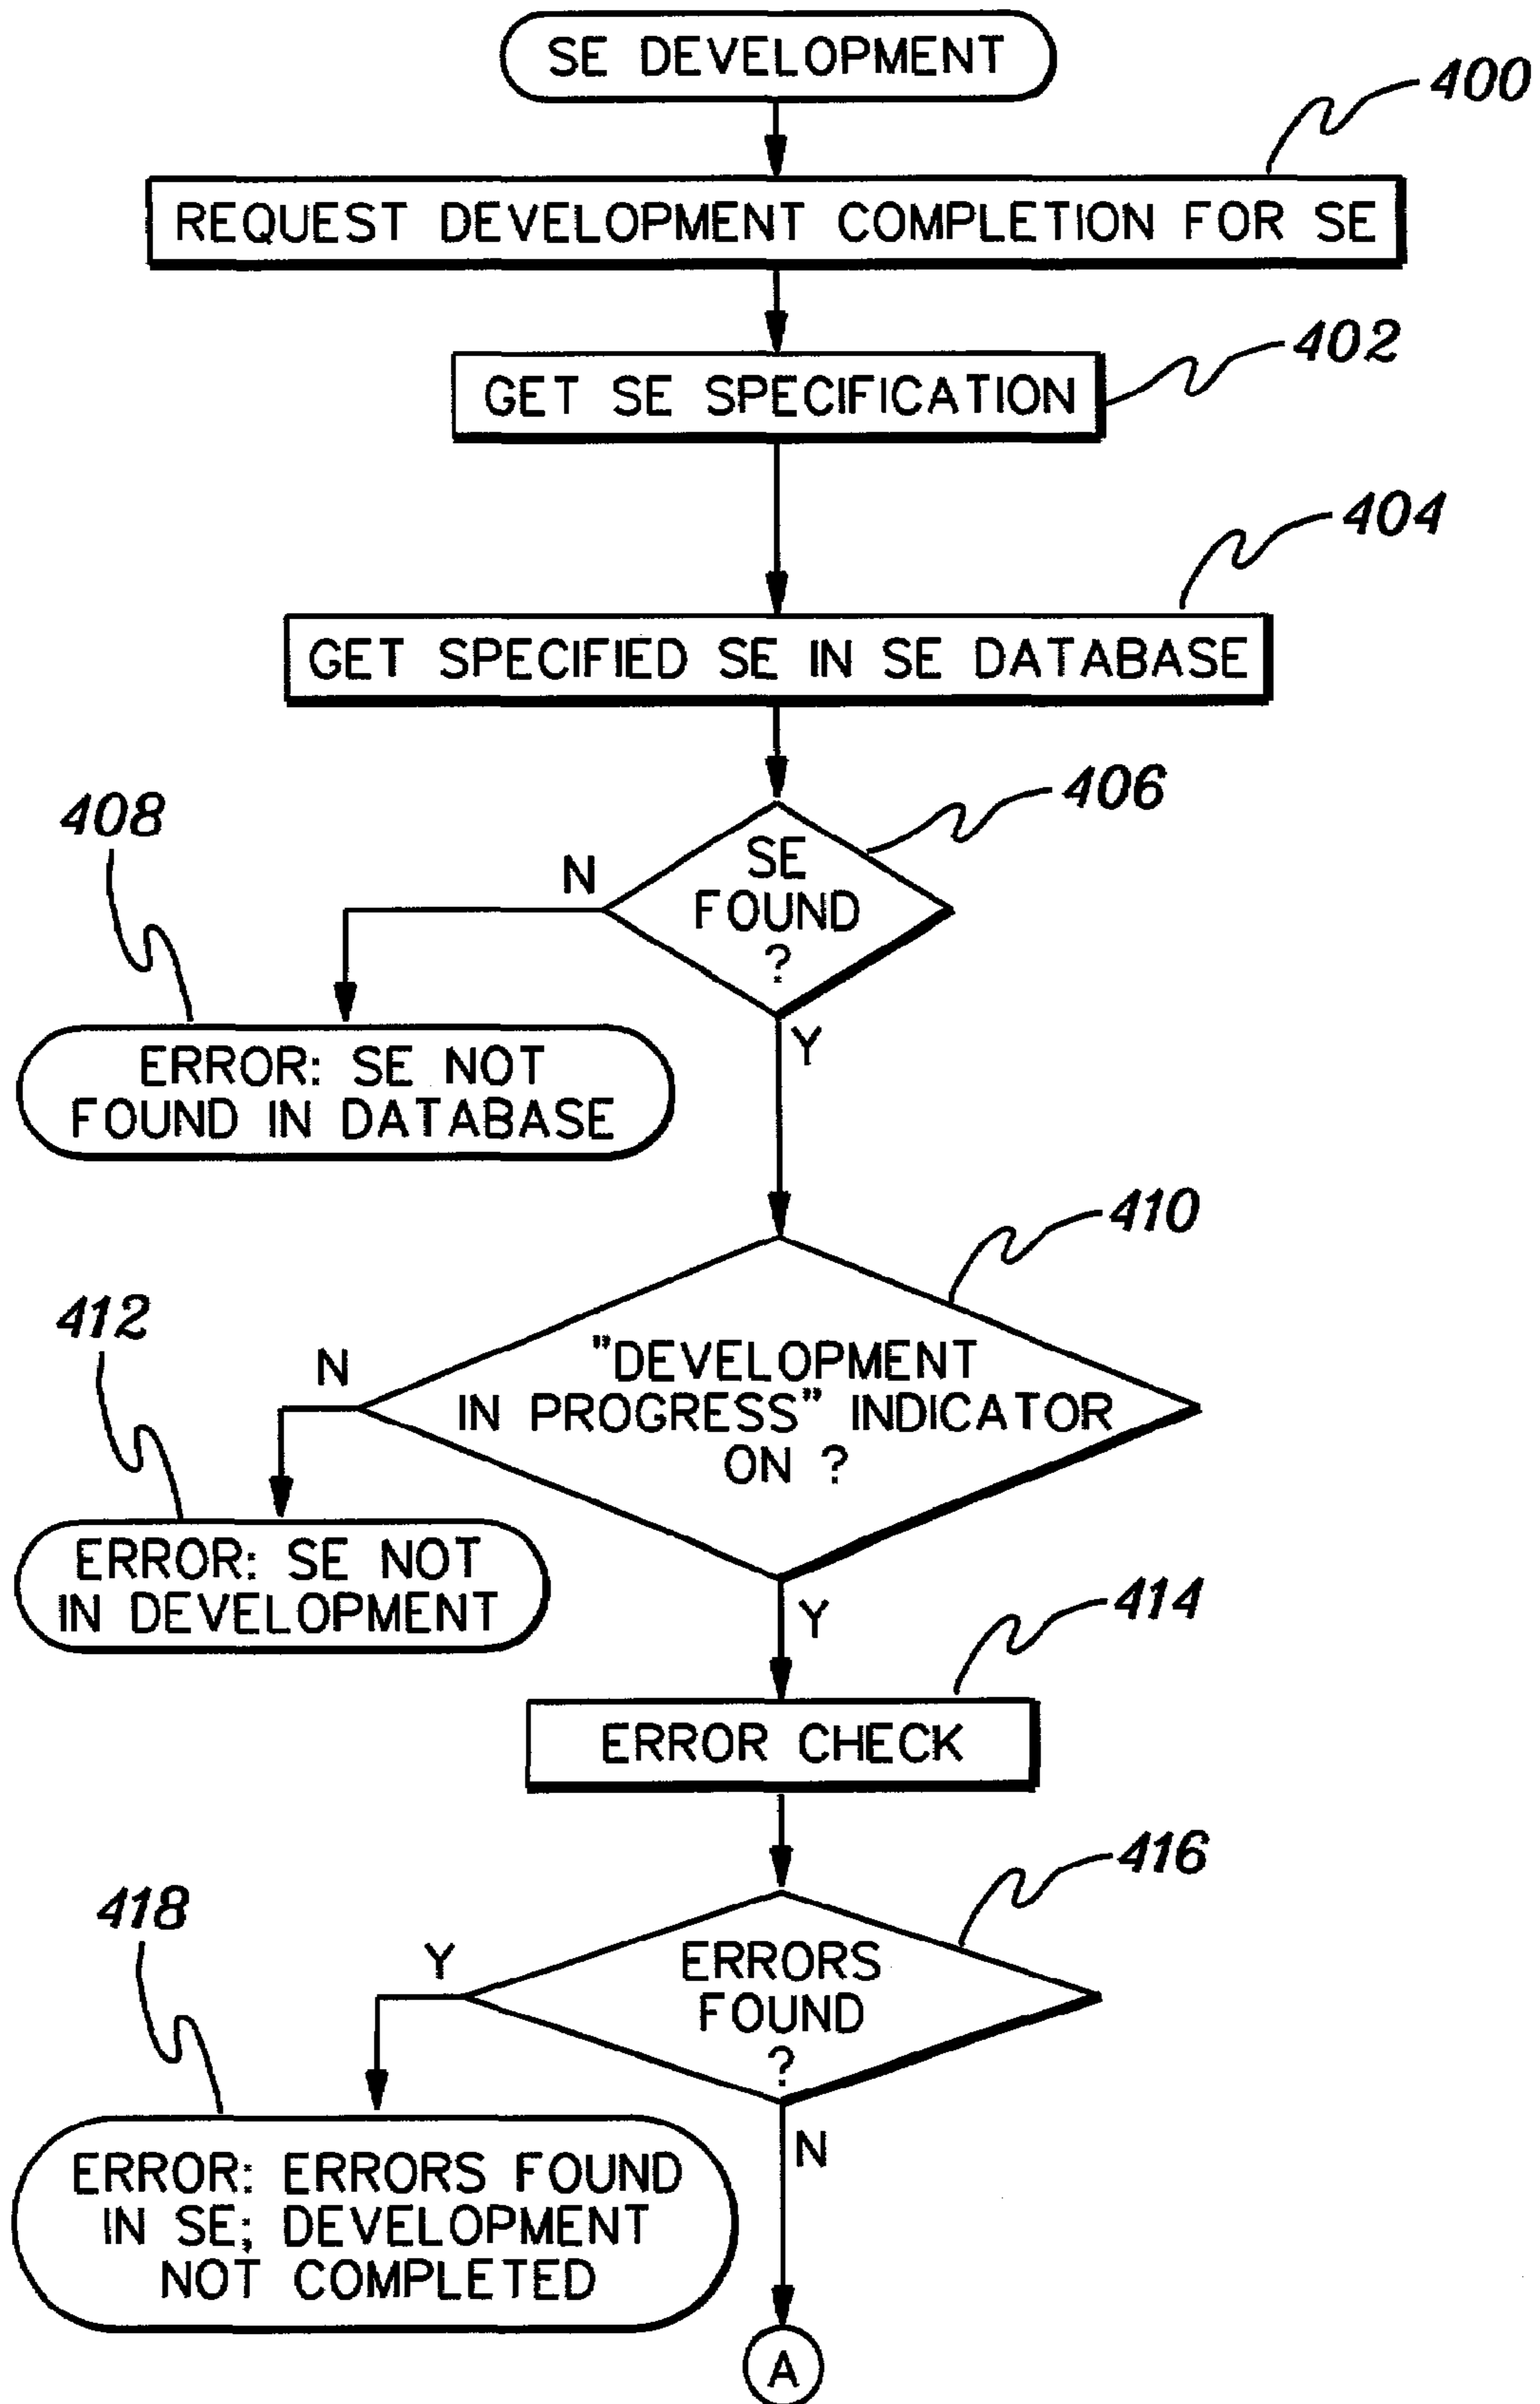 SE DEVELOPMENT
400
REQUEST DEVELOPMENT COMPLETION FOR SE
402
GET SE SPECIFICATION
404
GET SPECIFIED SE IN SE DATABASE
406
408
SE
FOUND
?
N
Y
ERROR: SE NOT
FOUND IN DATABASE
410
412
"DEVELOPMENT
IN PROGRESS" INDICATOR
ON ?
N
Y
ERROR: SE NOT
IN DEVELOPMENT
414
ERROR CHECK
416
418
ERRORS
FOUND
?
Y
N
ERROR: ERRORS FOUND
IN SE; DEVELOPMENT
NOT COMPLETED
A